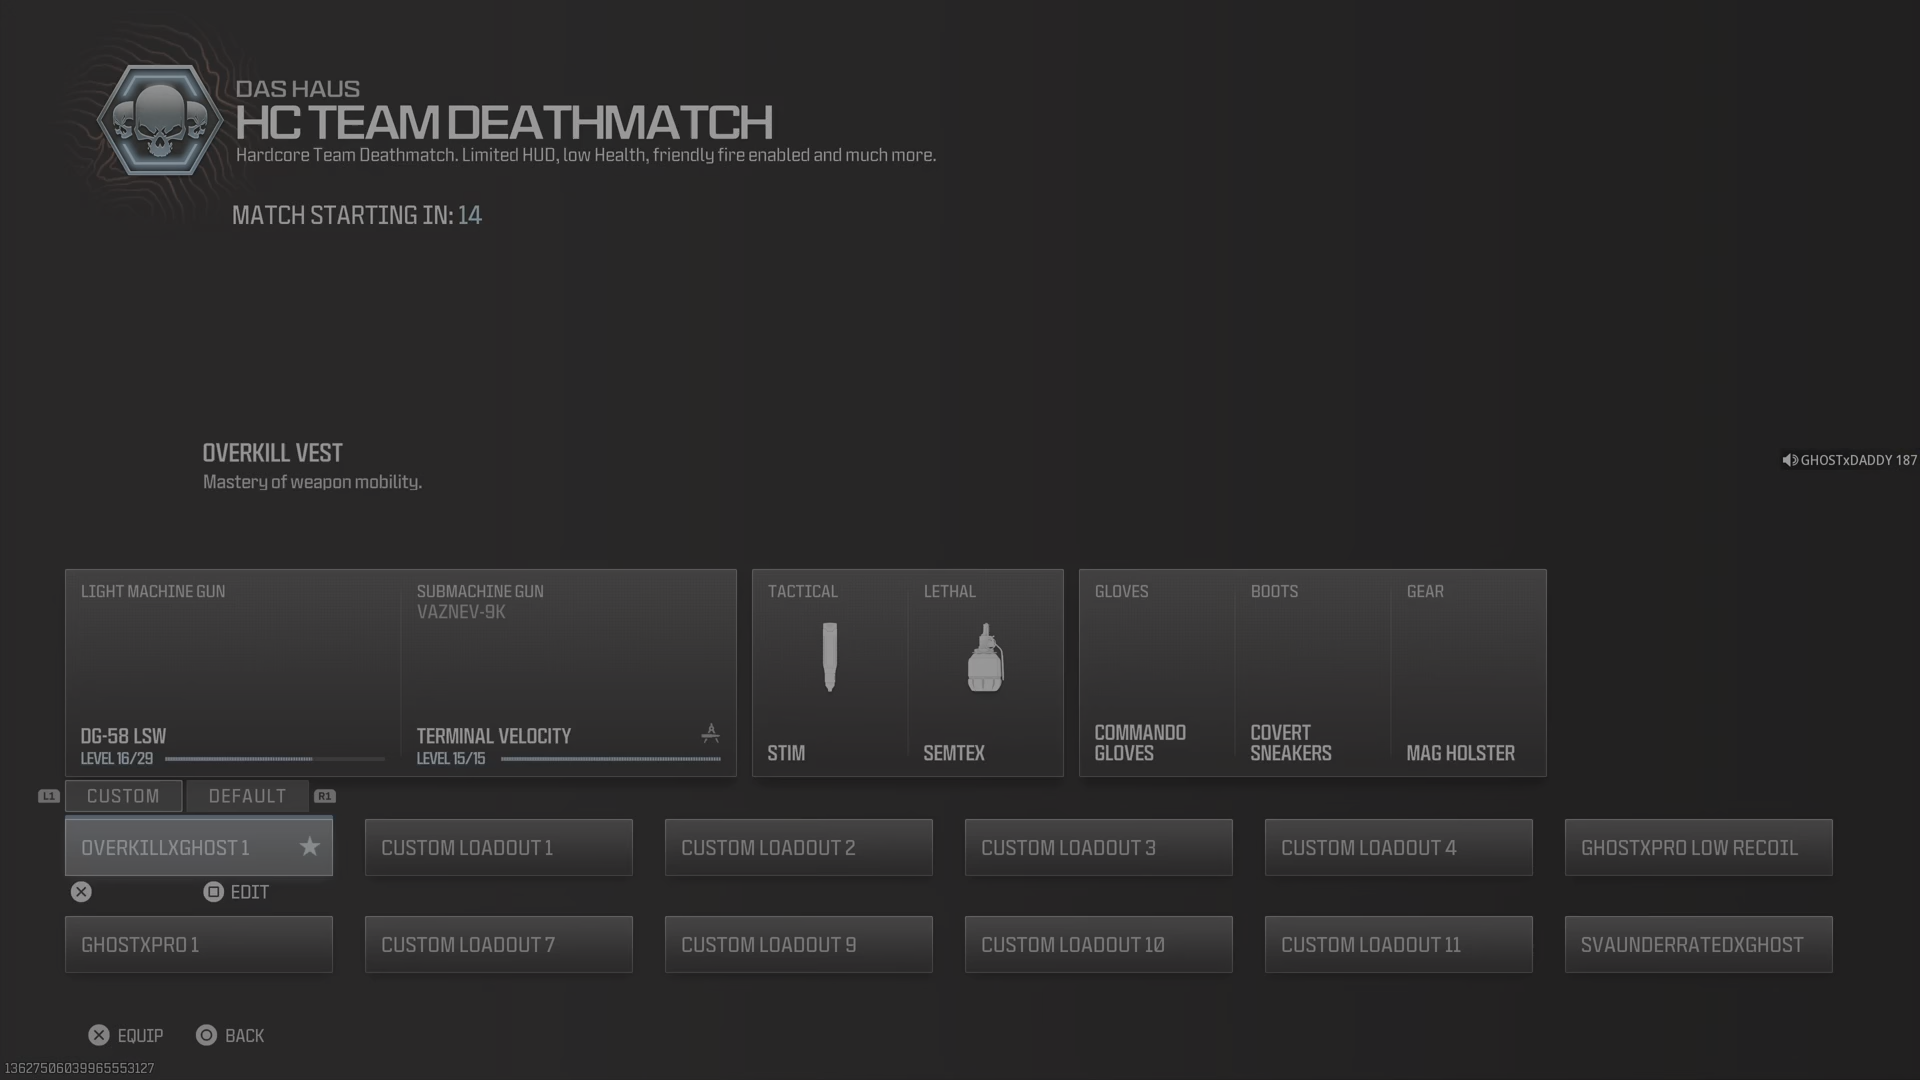 DAS HAUS
HC TEAM DEATHMATCH
Hardcore Team Deathmatch. Limited HUD, low Health, friendly fire enabled and much more.
MATCH STARTING IN: 14
OVERKILL VEST
Mastery of weapon mobility.
GHOSTxDADDY 187
LIGHT MACHINE GUN
DG-58 LSW
LEVEL 16/29
SUBMACHINE GUN
VAZNEV-9K
TERMINAL VELOCITY
LEVEL 15/15
TACTICAL
STIM
LETHAL
SEMTEX
GLOVES
COMMANDO
GLOVES
BOOTS
COVERT
SNEAKERS
GEAR
MAG HOLSTER
L1 CUSTOM DEFAULT R1
OVERKILLXGHOST 1
CUSTOM LOADOUT 1
CUSTOM LOADOUT 2
CUSTOM LOADOUT 3
CUSTOM LOADOUT 4
GHOSTXPRO LOW RECOIL
EDIT
GHOSTXPRO 1
CUSTOM LOADOUT 7
CUSTOM LOADOUT 9
CUSTOM LOADOUT 10
CUSTOM LOADOUT 11
SVAUNDERRATEDXGHOST
EQUIP BACK
13627506039965553127